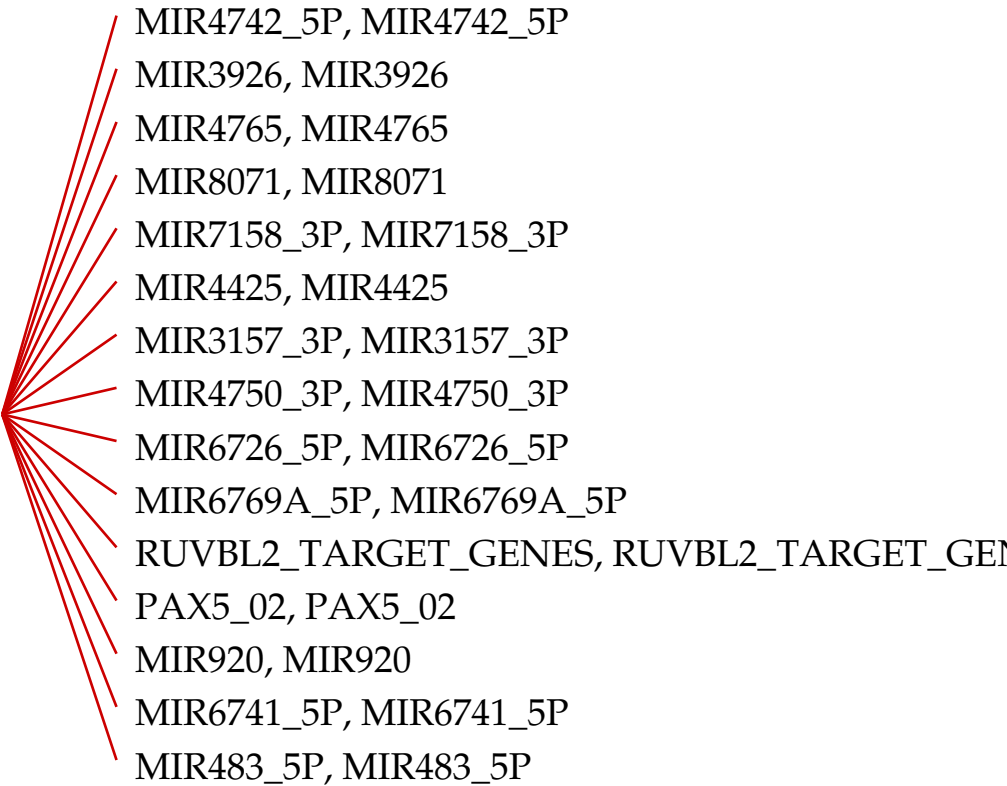 MIR4742_5P, MIR4742_5P
MIR3926, MIR3926
MIR4765, MIR4765
MIR8071, MIR8071
MIR7158_3P, MIR7158_3P
MIR4425, MIR4425
MIR3157_3P, MIR3157_3P
MIR4750_3P, MIR4750_3P
MIR6726_5P, MIR6726_5P
MIR6769A_5P, MIR6769A_5P
RUVBL2_TARGET_GENES, RUVBL2_TARGET_GEN
PAX5_02, PAX5_02
MIR920, MIR920
MIR6741_5P, MIR6741_5P
MIR483_5P, MIR483_5P